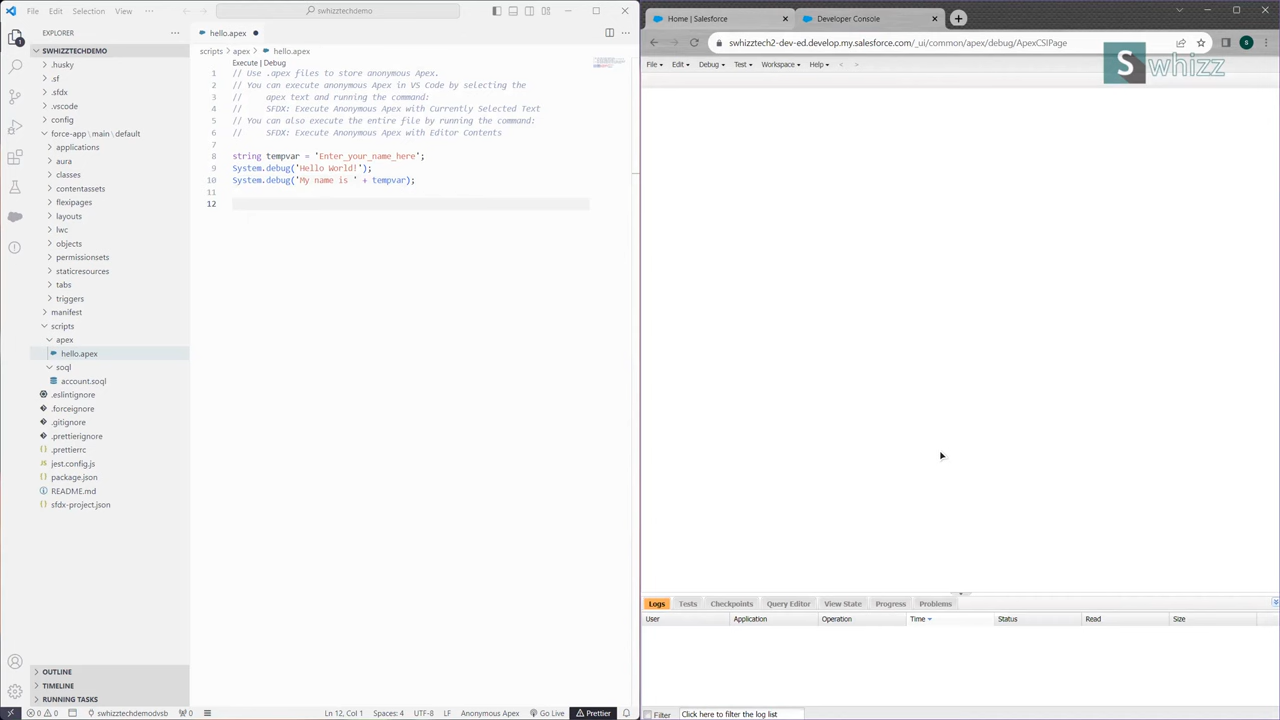 File Edit Selection View ··· swhizztechdemo
EXPLORER ···
SWHIZZTECHDEMO
.husky
.sf
.sfdx
.vscode
config
force-app \ main \ default
applications
aura
classes
contentassets
flexipages
layouts
lwc
objects
permissionsets
staticresources
tabs
triggers
manifest
scripts
apex
hello.apex
soql
account.soql
.eslintignore
.forceignore
.gitignore
.prettierignore
.prettierrc
jest.config.js
package.json
README.md
sfdx-project.json
OUTLINE
TIMELINE
RUNNING TASKS
hello.apex
scripts > apex > hello.apex
Execute | Debug
1 // Use .apex files to store anonymous Apex.
2 // You can execute anonymous Apex in VS Code by selecting the
3 // apex text and running the command:
4 // SFDX: Execute Anonymous Apex with Currently Selected Text
5 // You can also execute the entire file by running the command:
6 // SFDX: Execute Anonymous Apex with Editor Contents
7
8 string tempvar = 'Enter_your_name_here';
9 System.debug('Hello World!');
10 System.debug('My name is ' + tempvar);
11
12
0 0 swhizztechdemodvsb 0 Ln 12, Col 1 Spaces: 4 UTF-8 LF Anonymous Apex Go Live Prettier
Home | Salesforce Developer Console
swhizztech2-dev-ed.develop.my.salesforce.com/_ui/common/apex/debug/ApexCSIPage S
File Edit Debug Test Workspace Help < >
S whizz
Logs Tests Checkpoints Query Editor View State Progress Problems
User Application Operation Time Status Read Size
Filter Click here to filter the log list